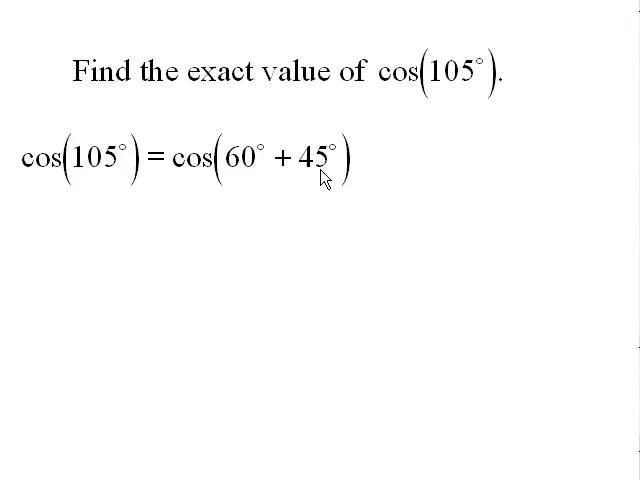 Find the exact value of cos(105°).
cos(105°) = cos(60° + 45°)